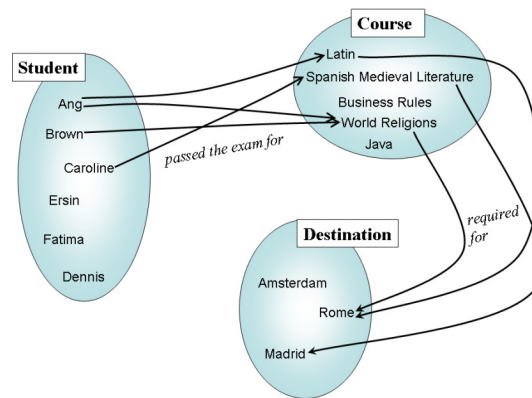 Course
Student
Latin
Spanish Medieval Literature
Ang
Business Rules
Brown
World Religions
Java
passed the exam for
Caroline
Ersin
required
for
Fatima
Destination
Dennis
Amsterdam
Rome
Madrid